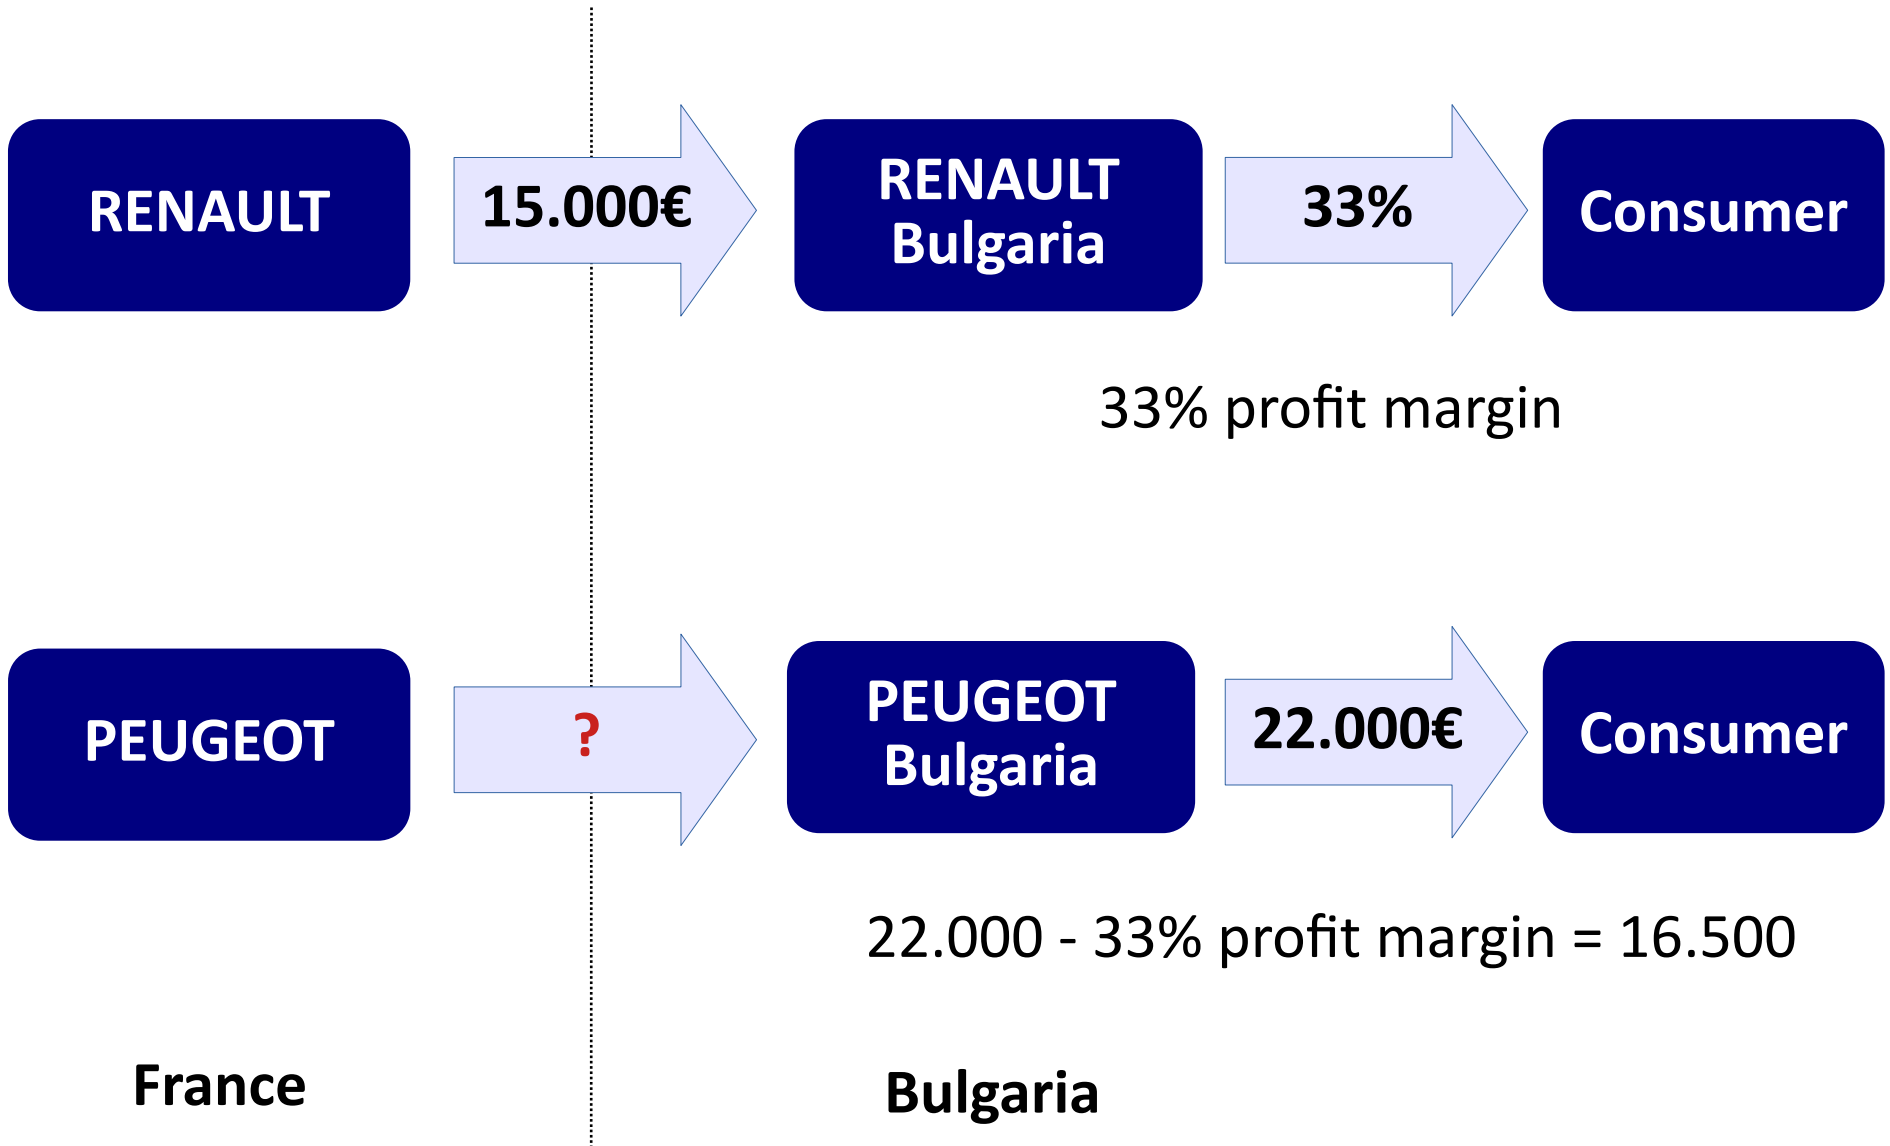 RENAULT
15.000€
RENAULT
Bulgaria
33%
Consumer
33% profit margin
PEUGEOT
?
PEUGEOT
Bulgaria
22.000€
Consumer
22.000 - 33% profit margin = 16.500
France
Bulgaria